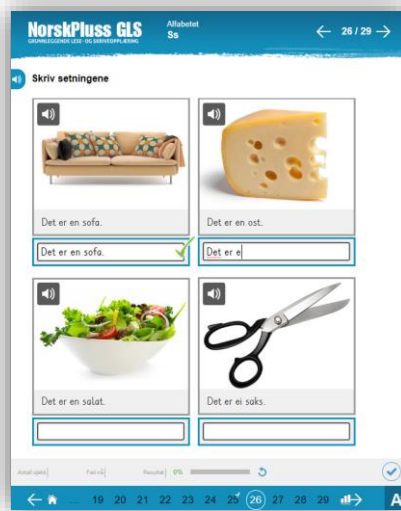 NorskPluss GLS
GRUNNLEGGENDE LESE- OG SKRIVEOPPLÆRING
Alfabetet
Ss
26 / 29
Skriv setningene
Det er en sofa.
Det er en ost.
Det er en sofa.
Det er e
Det er en salat.
Det er ei saks.
Resultat 0%
... 19 20 21 22 23 24 25 26 27 28 29
A